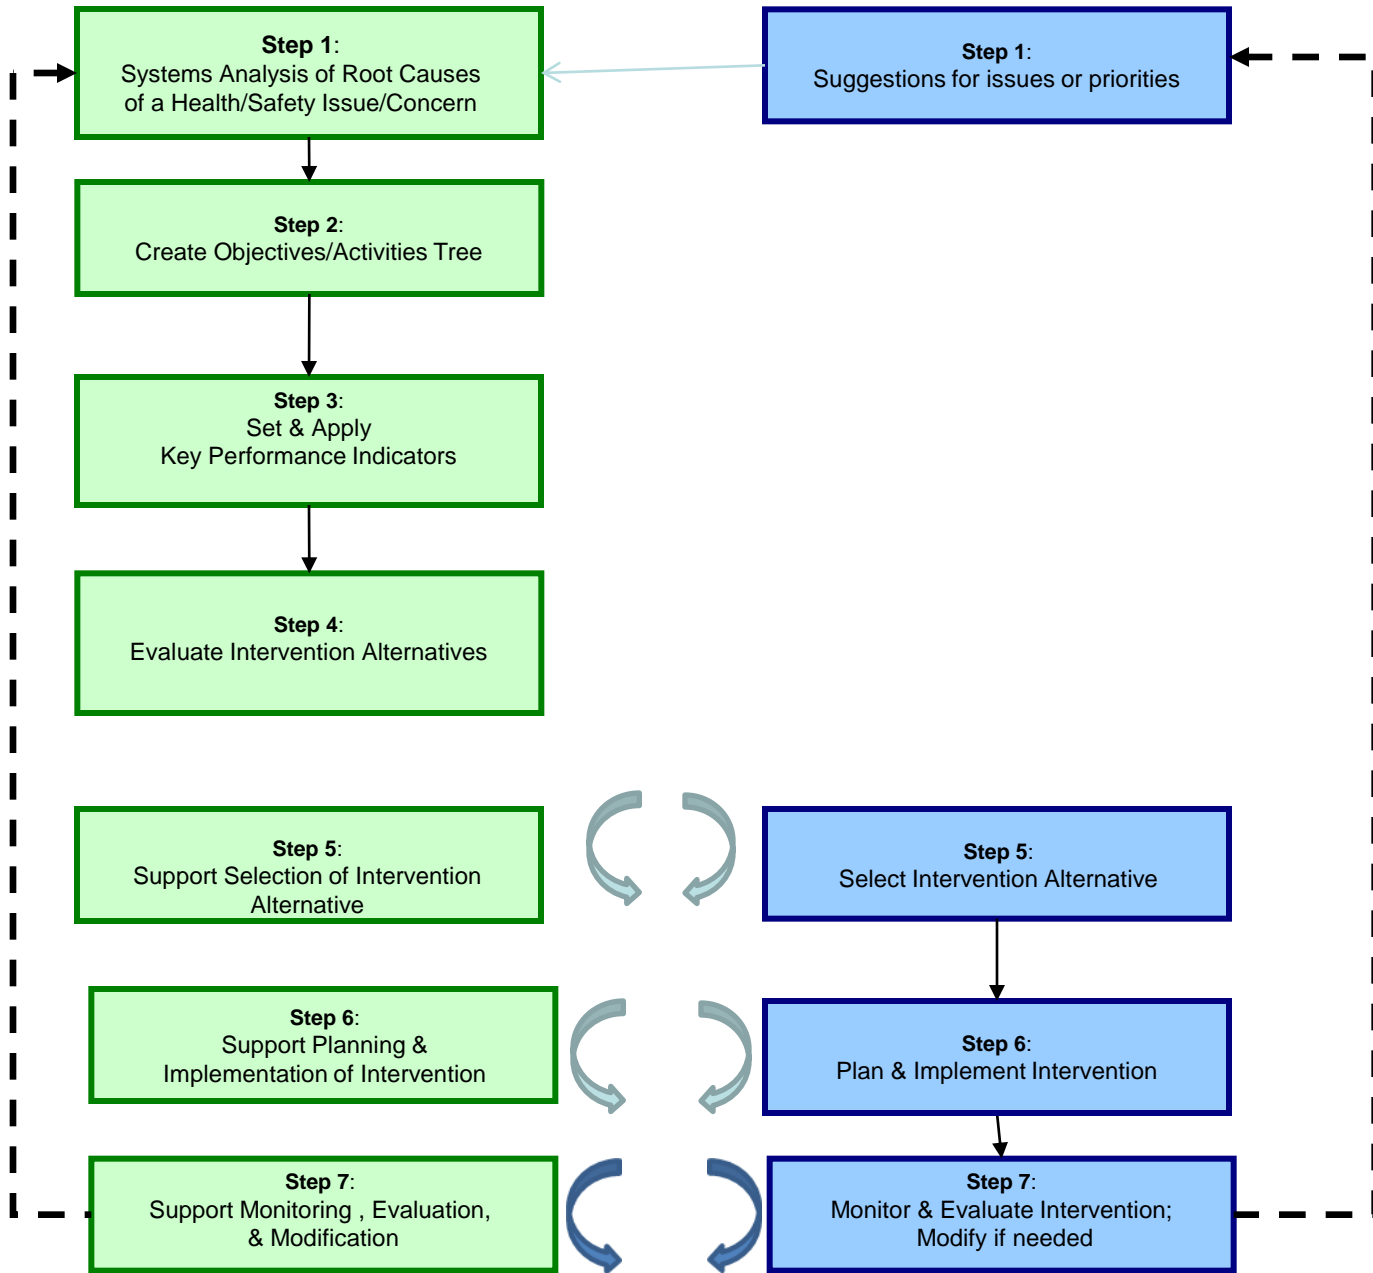 Step 1:
Systems Analysis of Root Causes
of a Health/Safety Issue/Concern
Step 1:
Suggestions for issues or priorities
Step 2:
Create Objectives/Activities Tree
Step 3:
Set & Apply
Key Performance Indicators
Step 4:
Evaluate Intervention Alternatives
Step 5:
Support Selection of Intervention
Alternative
Step 5:
Select Intervention Alternative
Step 6:
Support Planning &
Implementation of Intervention
Step 6:
Plan & Implement Intervention
Step 7:
Support Monitoring , Evaluation,
& Modification
Step 7:
Monitor & Evaluate Intervention;
Modify if needed